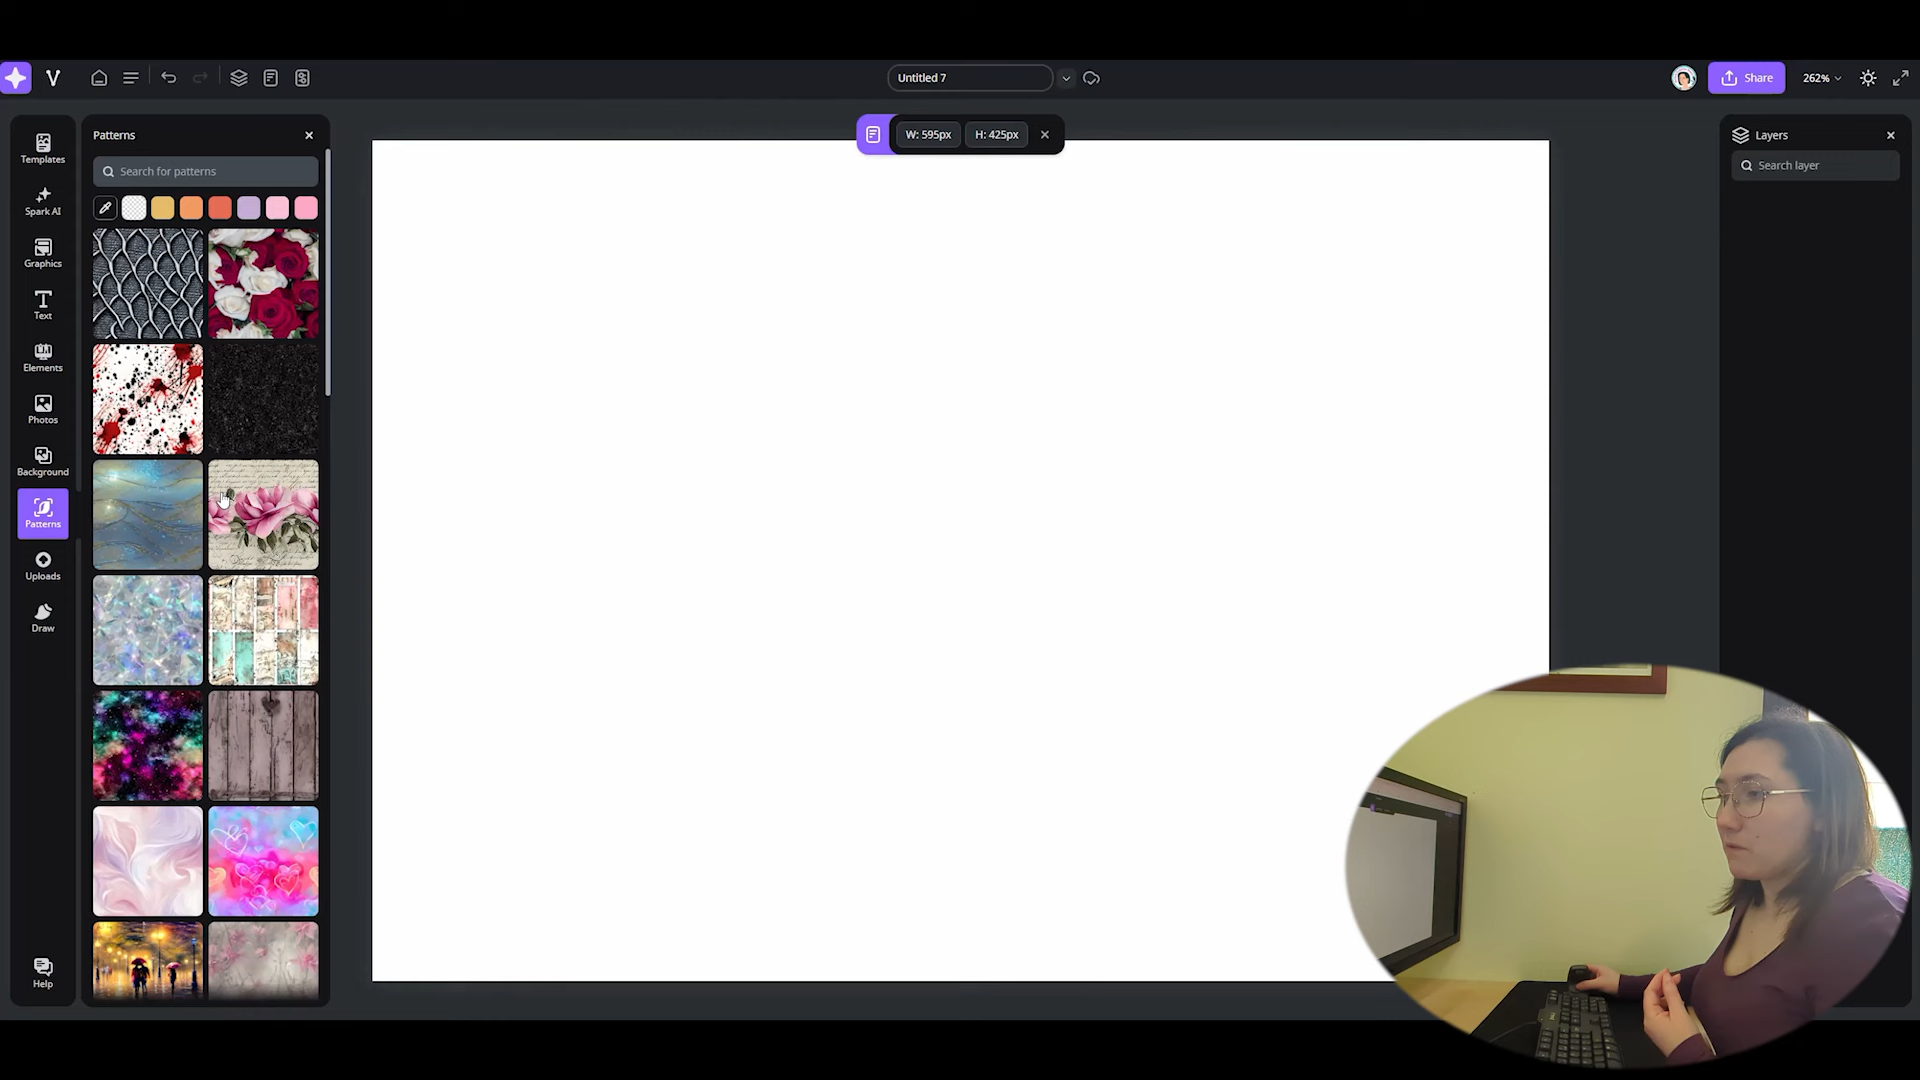 Untitled 7
Share
262%
W: 595px
H: 425px
Templates
Spark AI
Graphics
Text
Elements
Photos
Background
Patterns
Uploads
Draw
Help
Patterns
Search for patterns
Layers
Search layer